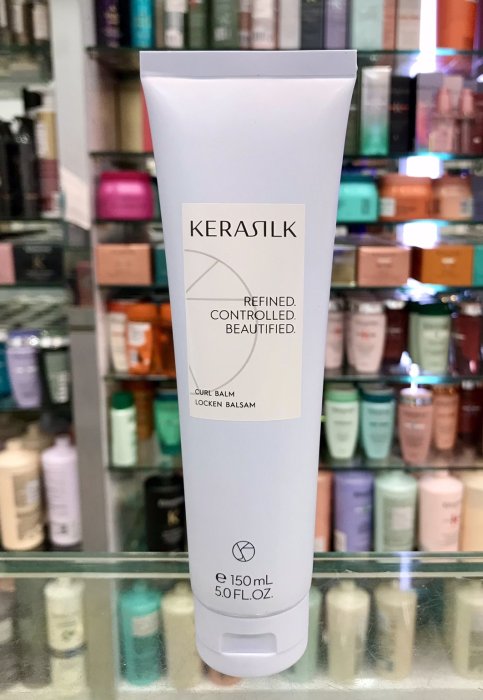 KERASILK
REFINED.
CONTROLLED.
BEAUTIFIED.
CURL BALM
LOCKEN BALSAM
e 150 mL
5.0 FL.OZ.